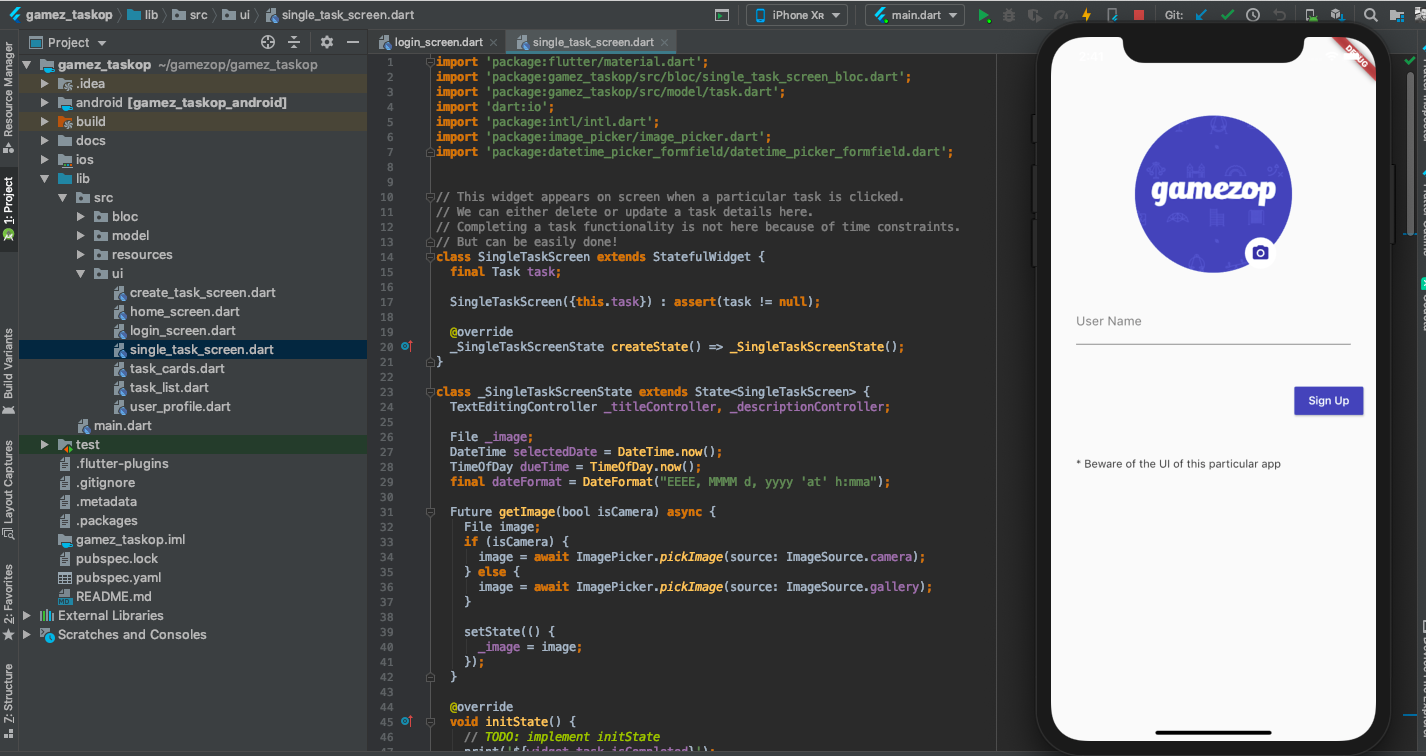 gamez_taskop lib src ui single_task_screen.dart
iPhone XR
main.dart
Git:
Project
login_screen.dart
single_task_screen.dart
Resource Manager
1: Project
Build Variants
Layout Captures
2: Favorites
Z: Structure
gamez_taskop ~/gamezop/gamez_taskop
.idea
android [gamez_taskop_android]
build
docs
ios
lib
src
bloc
model
resources
ui
create_task_screen.dart
home_screen.dart
login_screen.dart
single_task_screen.dart
task_cards.dart
task_list.dart
user_profile.dart
main.dart
test
.flutter-plugins
.gitignore
.metadata
.packages
gamez_taskop.iml
pubspec.lock
pubspec.yaml
README.md
External Libraries
Scratches and Consoles
1 import 'package:flutter/material.dart';
2 import 'package:gamez_taskop/src/bloc/single_task_screen_bloc.dart';
3 import 'package:gamez_taskop/src/model/task.dart';
4 import 'dart:io';
5 import 'package:intl/intl.dart';
6 import 'package:image_picker/image_picker.dart';
7 import 'package:datetime_picker_formfield/datetime_picker_formfield.dart';
8
9
10 // This widget appears on screen when a particular task is clicked.
11 // We can either delete or update a task details here.
12 // Completing a task functionality is not here because of time constraints.
13 // But can be easily done!
14 class SingleTaskScreen extends StatefulWidget {
15 final Task task;
16
17 SingleTaskScreen({this.task}) : assert(task != null);
18
19 @override
20 _SingleTaskScreenState createState() => _SingleTaskScreenState();
21 }
22
23 class _SingleTaskScreenState extends State<SingleTaskScreen> {
24 TextEditingController _titleController, _descriptionController;
25
26 File _image;
27 DateTime selectedDate = DateTime.now();
28 TimeOfDay dueTime = TimeOfDay.now();
29 final dateFormat = DateFormat("EEEE, MMMM d, yyyy 'at' h:mma");
30
31 Future getImage(bool isCamera) async {
32 File image;
33 if (isCamera) {
34 image = await ImagePicker.pickImage(source: ImageSource.camera);
35 } else {
36 image = await ImagePicker.pickImage(source: ImageSource.gallery);
37 }
38
39 setState(() {
40 _image = image;
41 });
42 }
43
44 @override
45 void initState() {
46 // TODO: implement initState
47 print('${widget.task.isCompleted}');
DEBUG
gamezop
User Name
Sign Up
* Beware of the UI of this particular app